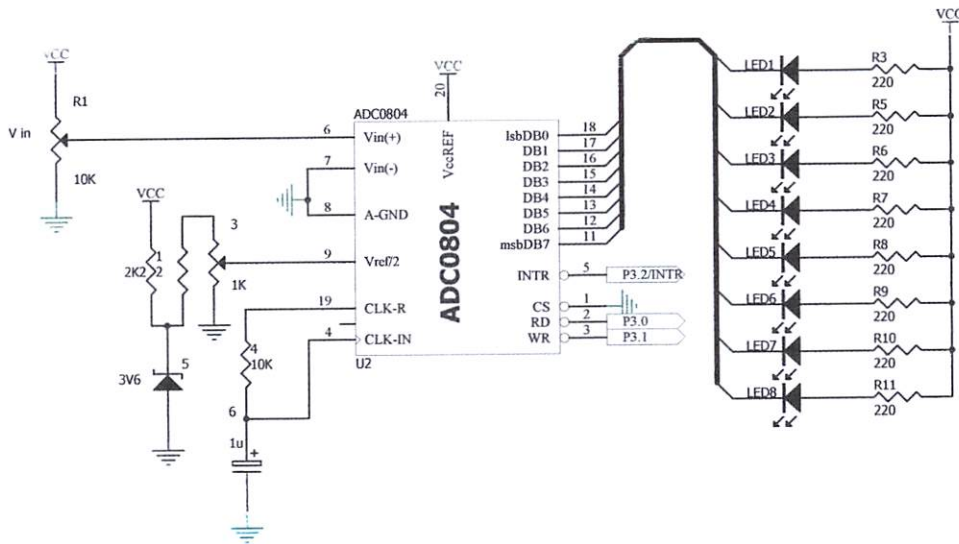 VCC
R1
V in
10K
VCC
2K2
1
2
3
1K
5
3V6
4
10K
6
1u
+
VCC
20
ADC0804
VccREF
ADC0804
6
Vin(+)
7
Vin(-)
8
A-GND
9
Vref/2
19
CLK-R
4
CLK-IN
U2
lsbDB0
18
DB1
17
DB2
16
DB3
15
DB4
14
DB5
13
DB6
12
msbDB7
11
INTR
5
P3.2/INTR
CS
1
RD
2
P3.0
WR
3
P3.1
VCC
LED1
R3
220
LED2
R5
220
LED3
R6
220
LED4
R7
220
LED5
R8
220
LED6
R9
220
LED7
R10
220
LED8
R11
220